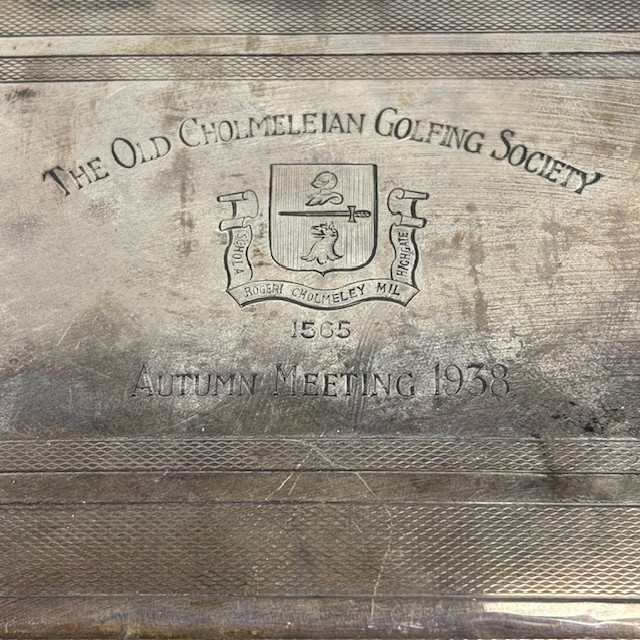 THE OLD CHOLMELEIAN GOLFING SOCIETY
SCHOLA
ROGERI CHOLMELEY MIL
HIGHGATE
1565
AUTUMN MEETING 1938